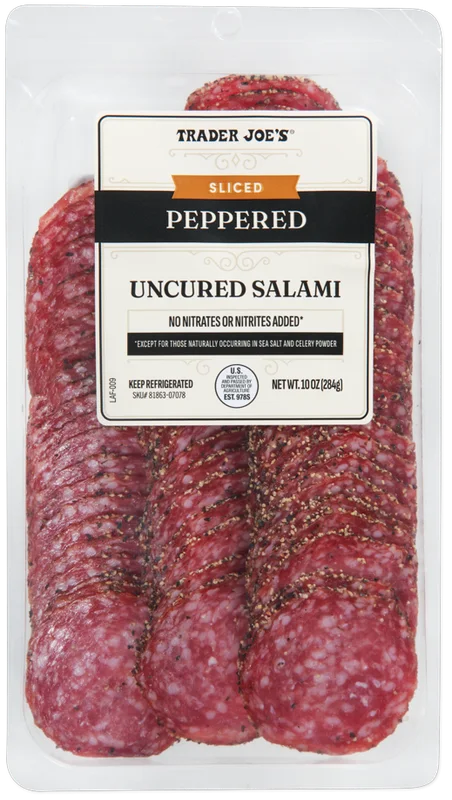 TRADER JOE'S®
SLICED
PEPPERED
UNCURED SALAMI
NO NITRATES OR NITRITES ADDED*
*EXCEPT FOR THOSE NATURALLY OCCURRING IN SEA SALT AND CELERY POWDER
KEEP REFRIGERATED
SKU# 81863-07078
U.S.
INSPECTED
AND PASSED BY
DEPARTMENT OF
AGRICULTURE
EST. 9785
NET WT. 10 OZ (284g)
LAF-009